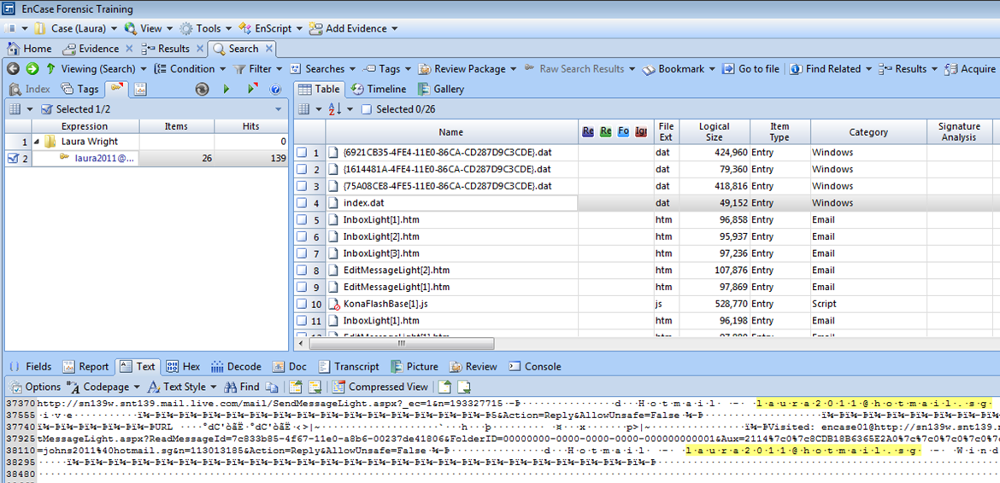 EnCase Forensic Training
Case (Laura) View Tools EnScript Add Evidence
Home Evidence Results Search
Viewing (Search) Condition Filter Searches Tags Review Package Raw Search Results Bookmark Go to file Find Related Results Acquire
Index Tags
Selected 1/2
Expression Items Hits
1 Laura Wright 0
2 laura2011@... 26 139
Table Timeline Gallery
Selected 0/26
Name Re Re Fo Ig File Ext Logical Size Item Type Category Signature Analysis
1 {6921CB35-4FE4-11E0-86CA-CD287D9C3CDE}.dat dat 424,960 Entry Windows
2 {1614481A-4FE4-11E0-86CA-CD287D9C3CDE}.dat dat 79,360 Entry Windows
3 {75A08CE8-4FE5-11E0-86CA-CD287D9C3CDE}.dat dat 418,816 Entry Windows
4 index.dat dat 49,152 Entry Windows
5 InboxLight[1].htm htm 96,858 Entry Email
6 InboxLight[2].htm htm 95,937 Entry Email
7 InboxLight[3].htm htm 97,236 Entry Email
8 EditMessageLight[2].htm htm 107,876 Entry Email
9 EditMessageLight[1].htm htm 97,869 Entry Email
10 KonaFlashBase[1].js js 528,770 Entry Script
11 InboxLight[1].htm htm 96,198 Entry Email
Fields Report Text Hex Decode Doc Transcript Picture Review Console
Options Codepage Text Style Find Compressed View
37370 http://sn139w.snt139.mail.live.com/mail/SendMessageLight.aspx?_ec=1&n=193327715 H·o·t·m·a·i·l· ·-· l·a·u·r·a·2·0·1·1·@·h·o·t·m·a·i·l·.·s·g
37555 i·v·e &Action=Reply&AllowUnsafe=False
37740 URL Visited: encase01@http://sn139w.snt139.
37925 tMessageLight.aspx?ReadMessageId=7c833b85-4f67-11e0-a8b6-00237de41806&FolderID=00000000-0000-0000-0000-000000000001&Aux=2114%7c0%7c8CDB18B6365E2A0%7c%7c0%7c0%7c0%7
38110 =johns2011%40hotmail.sg&n=113013185&Action=Reply&AllowUnsafe=False H·o·t·m·a·i·l· ·-· l·a·u·r·a·2·0·1·1·@·h·o·t·m·a·i·l·.·s·g· ·-· W·i·n·d
38295
38480